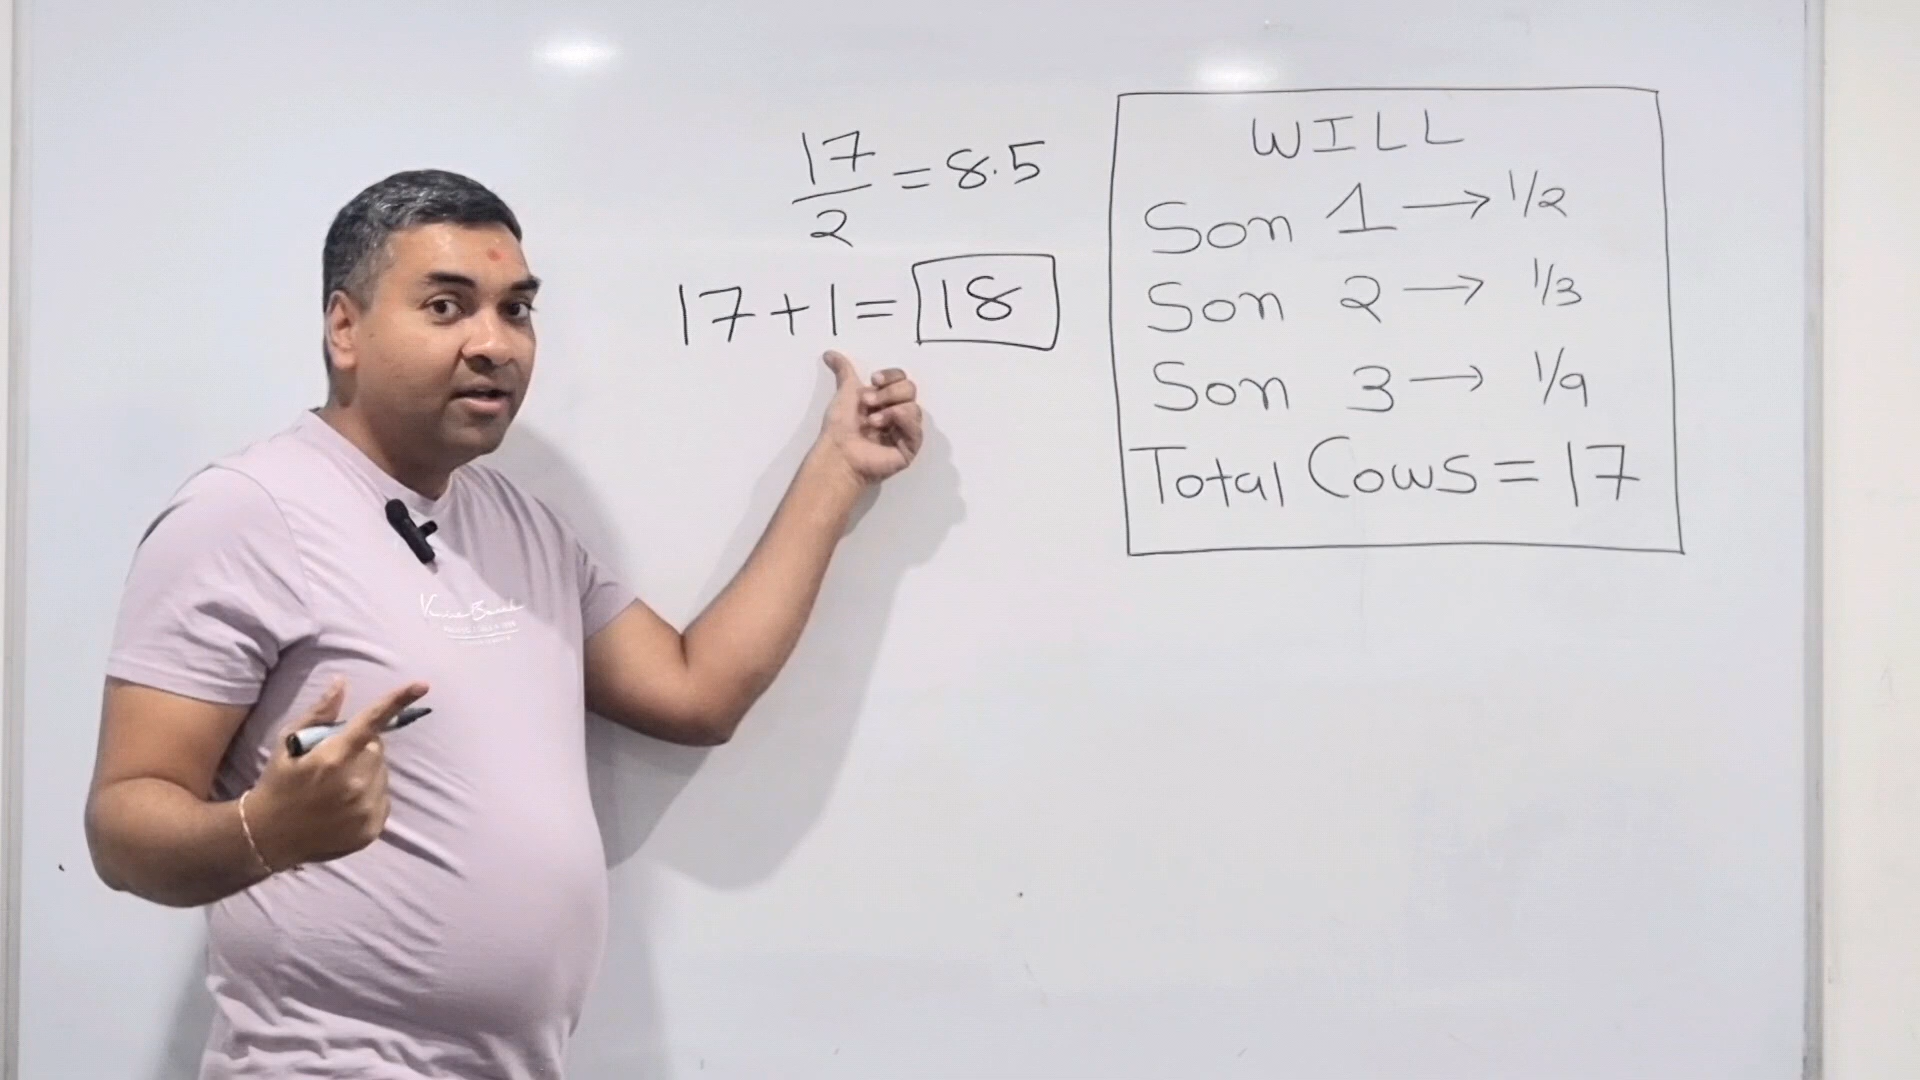 17/2 = 8.5
17+1= 18
WILL
Son 1 → 1/2
Son 2 → 1/3
Son 3 → 1/9
Total Cows = 17